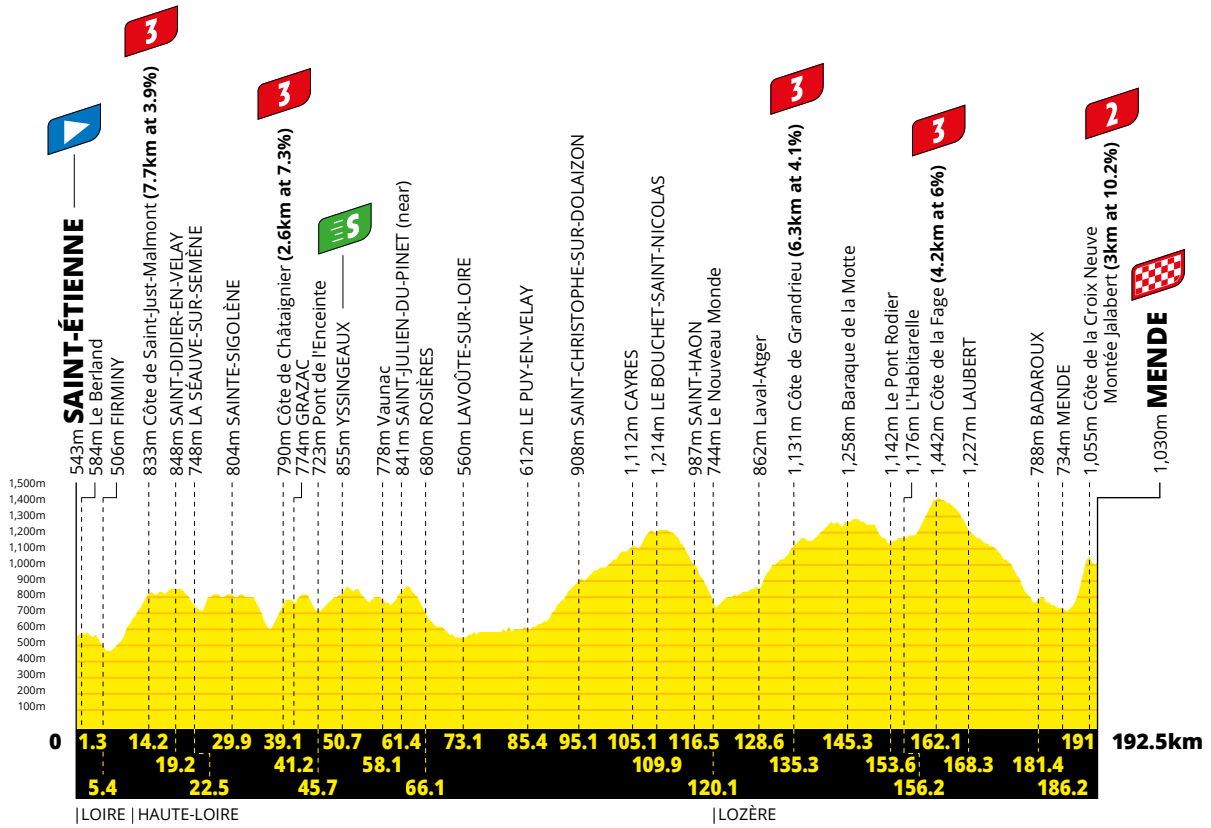 3
3
S
3
3
2
543m SAINT-ÉTIENNE
584m Le Berland
506m FIRMINY
833m Côte de Saint-Just-Malmont (7.7km at 3.9%)
848m SAINT-DIDIER-EN-VELAY
748m LA SÉAUVE-SUR-SEMÈNE
804m SAINTE-SIGOLÈNE
790m Côte de Châtaignier (2.6km at 7.3%)
774m GRAZAC
723m Pont de l'Enceinte
855m YSSINGEAUX
778m Vaunac
841m SAINT-JULIEN-DU-PINET (near)
680m ROSIÈRES
560m LAVOÛTE-SUR-LOIRE
612m LE PUY-EN-VELAY
908m SAINT-CHRISTOPHE-SUR-DOLAIZON
1,112m CAYRES
1,214m LE BOUCHET-SAINT-NICOLAS
987m SAINT-HAON
744m Le Nouveau Monde
862m Laval-Atger
1,131m Côte de Grandrieu (6.3km at 4.1%)
1,258m Baraque de la Motte
1,142m Le Pont Rodier
1,176m L'Habitarelle
1,442m Côte de la Fage (4.2km at 6%)
1,227m LAUBERT
788m BADAROUX
734m MENDE
1,055m Côte de la Croix Neuve
Montée Jalabert (3km at 10.2%)
1,030m MENDE
1,500m
1,400m
1,300m
1,200m
1,100m
1,000m
900m
800m
700m
600m
500m
400m
300m
200m
100m
0 1.3 14.2 29.9 39.1 50.7 61.4 73.1 85.4 95.1 105.1 116.5 128.6 145.3 162.1 191 192.5km
19.2 41.2 58.1 109.9 135.3 153.6 168.3 181.4
5.4 22.5 45.7 66.1 120.1 156.2 186.2
|LOIRE |HAUTE-LOIRE |LOZÈRE